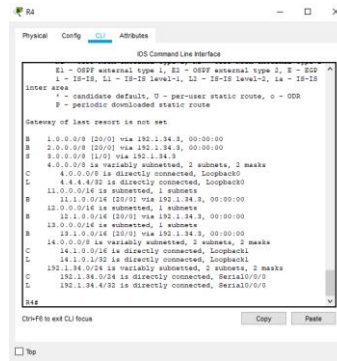 R4
Physical Config CLI Attributes
IOS Command Line Interface
E1 - OSPF external type 1, E2 - OSPF external type 2, E - EGP
i - IS-IS, L1 - IS-IS level-1, L2 - IS-IS level-2, ia - IS-IS
inter area
* - candidate default, U - per-user static route, o - ODR
P - periodic downloaded static route
Gateway of last resort is not set
B 1.0.0.0/8 [20/0] via 192.1.34.3, 00:00:00
B 2.0.0.0/8 [20/0] via 192.1.34.3, 00:00:00
S 3.0.0.0/8 [1/0] via 192.1.34.3
4.0.0.0/8 is variably subnetted, 2 subnets, 2 masks
C 4.0.0.0/8 is directly connected, Loopback0
L 4.4.4.4/32 is directly connected, Loopback0
11.0.0.0/16 is subnetted, 1 subnets
B 11.1.0.0/16 [20/0] via 192.1.34.3, 00:00:00
12.0.0.0/16 is subnetted, 1 subnets
B 12.1.0.0/16 [20/0] via 192.1.34.3, 00:00:00
13.0.0.0/16 is subnetted, 1 subnets
B 13.1.0.0/16 [20/0] via 192.1.34.3, 00:00:00
14.0.0.0/8 is variably subnetted, 2 subnets, 2 masks
C 14.1.0.0/16 is directly connected, Loopback1
L 14.1.0.1/32 is directly connected, Loopback1
192.1.34.0/24 is variably subnetted, 2 subnets, 2 masks
C 192.1.34.0/24 is directly connected, Serial0/0/0
L 192.1.34.4/32 is directly connected, Serial0/0/0
R4#
Ctrl+F6 to exit CLI focus Copy Paste
Top